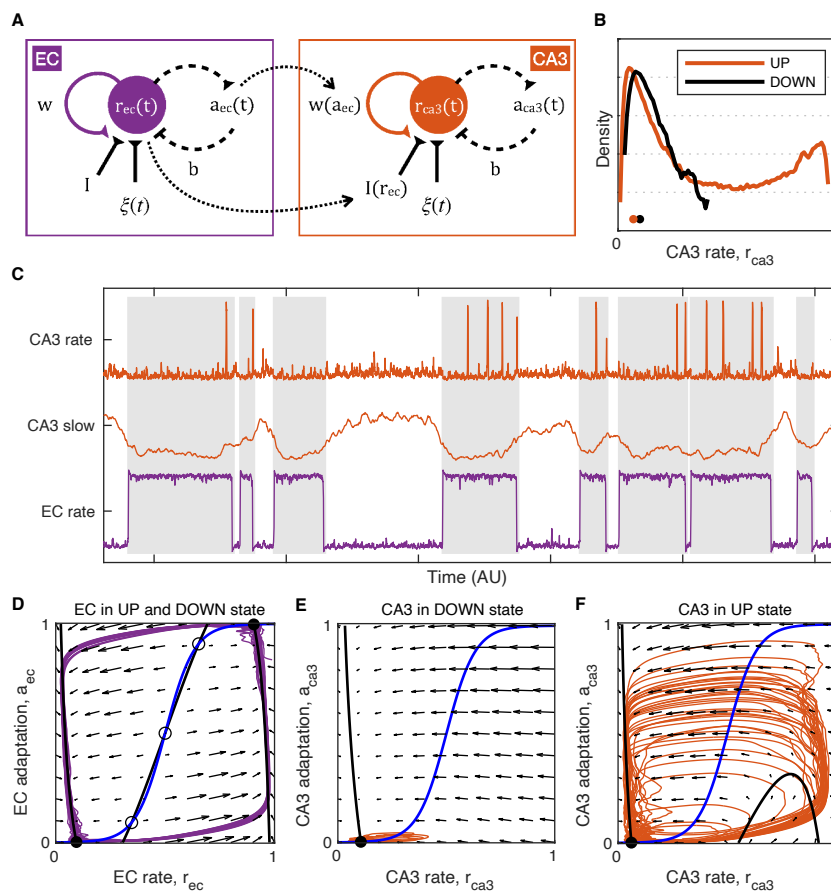 A
EC
w
r_ec(t)
a_ec(t)
b
I
ξ(t)
CA3
w(a_ec)
r_ca3(t)
a_ca3(t)
b
I(r_ec)
ξ(t)
B
UP
DOWN
Density
0
CA3 rate, r_ca3
C
CA3 rate
CA3 slow
EC rate
Time (AU)
D
EC in UP and DOWN state
1
EC adaptation, a_ec
0
0
1
EC rate, r_ec
E
CA3 in DOWN state
1
CA3 adaptation, a_ca3
0
0
1
CA3 rate, r_ca3
F
CA3 in UP state
1
CA3 adaptation, a_ca3
0
0
1
CA3 rate, r_ca3